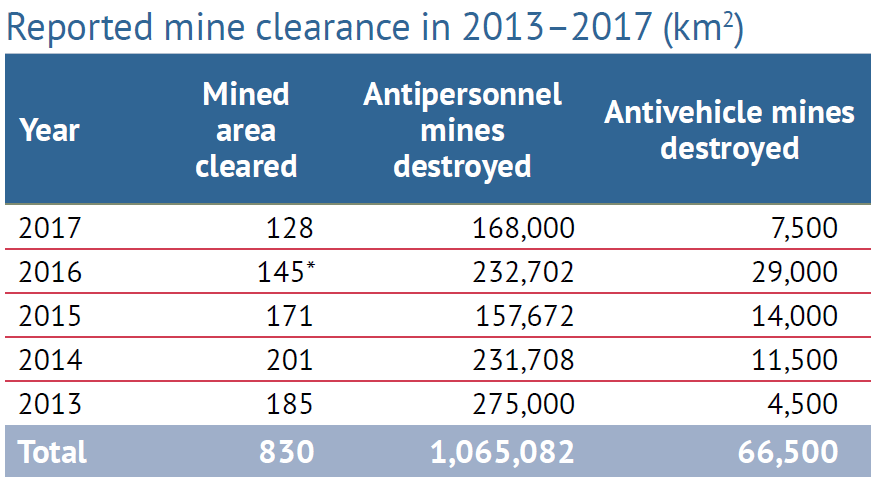 Reported mine clearance in 2013–2017 (km²)
Year Mined area cleared Antipersonnel mines destroyed Antivehicle mines destroyed
2017 128 168,000 7,500
2016 145* 232,702 29,000
2015 171 157,672 14,000
2014 201 231,708 11,500
2013 185 275,000 4,500
Total 830 1,065,082 66,500